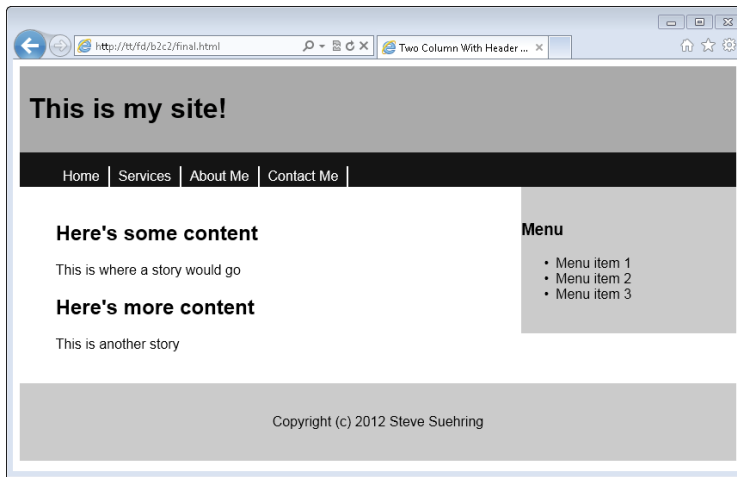 http://tt/fd/b2c2/final.html
Two Column With Header ...
This is my site!
Home Services About Me Contact Me
Here's some content
This is where a story would go
Here's more content
This is another story
Menu
• Menu item 1
• Menu item 2
• Menu item 3
Copyright (c) 2012 Steve Suehring